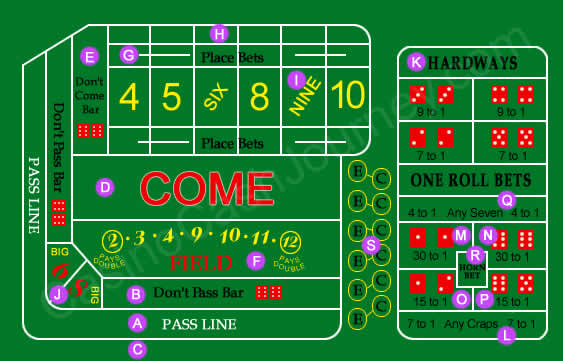 H
E
G
Place Bets
Don't
Come
Bar
I
4 5 SIX 8 NINE 10
Place Bets
PASS LINE
Don't Pass Bar
D
COME
E C
E C
E C
E C
E C
E C
S
2 · 3 · 4 · 9 · 10 · 11 · 12
PAYS DOUBLE
PAYS DOUBLE
FIELD
F
BIG
6
J
8
BIG
B
Don't Pass Bar
A
PASS LINE
C
K
HARDWAYS
9 to 1 9 to 1
7 to 1 7 to 1
ONE ROLL BETS
Q
4 to 1 Any Seven 4 to 1
M N
R
30 to 1 30 to 1
HORN
BET
O P
15 to 1 15 to 1
7 to 1 Any Craps 7 to 1
L
CasinoCashJourney.com